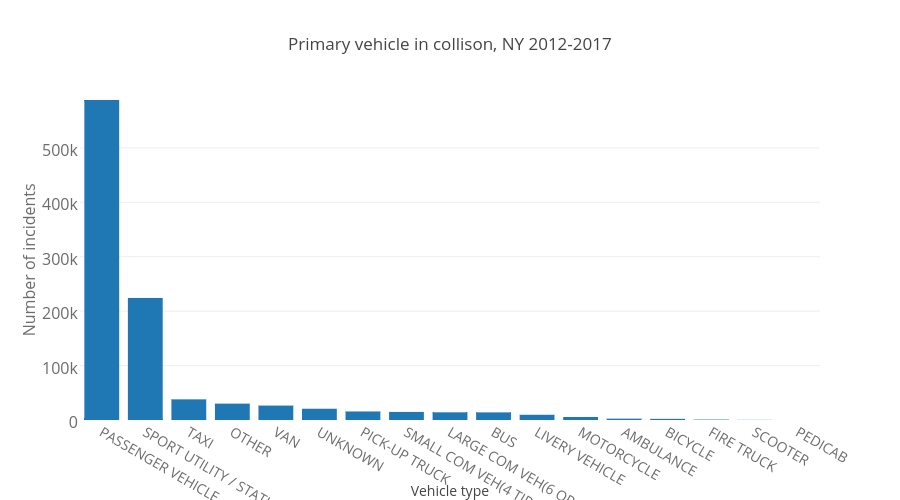 Primary vehicle in collison, NY 2012-2017
Number of incidents
500k
400k
300k
200k
100k
0
PASSENGER VEHICLE
SPORT UTILITY / STATI
TAXI
OTHER
VAN
UNKNOWN
PICK-UP TRUCK
SMALL COM VEH(4 TIR
LARGE COM VEH(6 OR
BUS
LIVERY VEHICLE
MOTORCYCLE
AMBULANCE
BICYCLE
FIRE TRUCK
SCOOTER
PEDICAB
Vehicle type